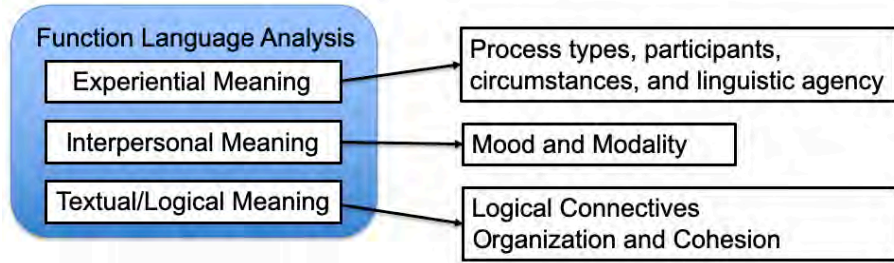 Function Language Analysis
Experiential Meaning
Process types, participants,
circumstances, and linguistic agency
Interpersonal Meaning
Mood and Modality
Textual/Logical Meaning
Logical Connectives
Organization and Cohesion